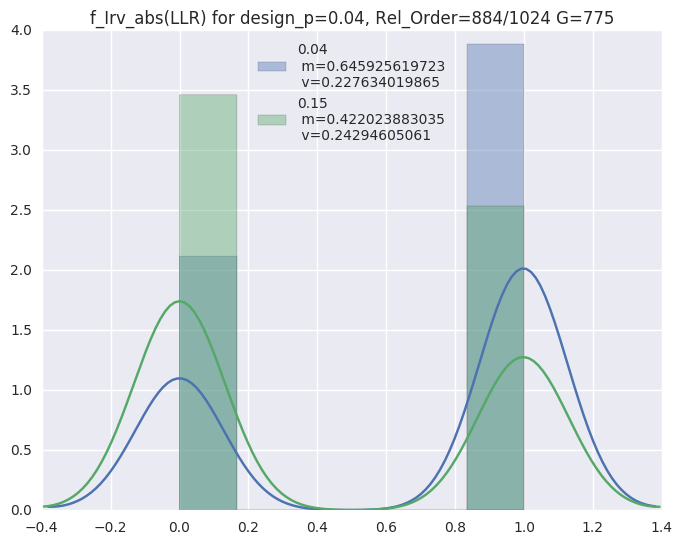 f_Irv_abs(LLR) for design_p=0.04, Rel_Order=884/1024 G=775
4.0
3.5
3.0
2.5
2.0
1.5
1.0
0.5
0.0
0.04
m=0.645925619723
v=0.227634019865
0.15
m=0.422023883035
v=0.24294605061
−0.4 −0.2 0.0 0.2 0.4 0.6 0.8 1.0 1.2 1.4